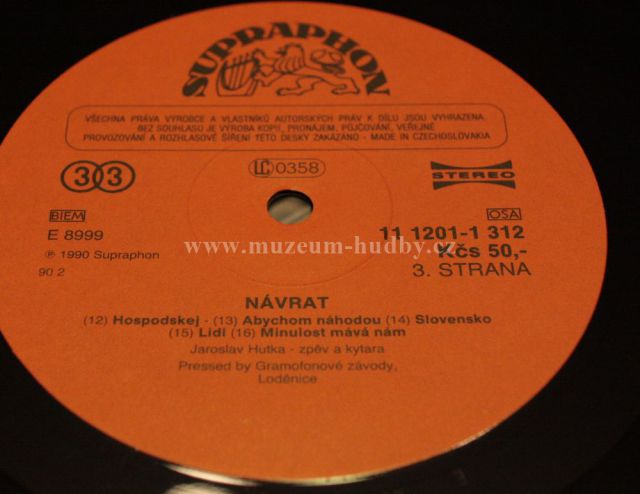 SUPRAPHON
VŠECHNA PRÁVA VÝROBCE A VLASTNÍKŮ AUTORSKÝCH PRÁV K DÍLU JSOU VYHRAZENA.
BEZ SOUHLASU JE VÝROBA KOPIÍ, PRONÁJEM, PŮJČOVÁNÍ, VEŘEJNÉ
PROVOZOVÁNÍ A ROZHLASOVÉ ŠÍŘENÍ TÉTO DESKY ZAKÁZÁNO - MADE IN CZECHOSLOVAKIA
33 LC 0358 STEREO
BIEM OSA
E 8999 11 1201-1 312
www.muzeum-hudby.cz
℗ 1990 Supraphon Kčs 50,-
90 2 3. STRANA
NÁVRAT
(12) Hospodskej - (13) Abychom náhodou (14) Slovensko
(15) Lidl (16) Minulost mává nám
Jaroslav Hutka - zpěv a kytara
Pressed by Gramofonové závody,
Loděnice